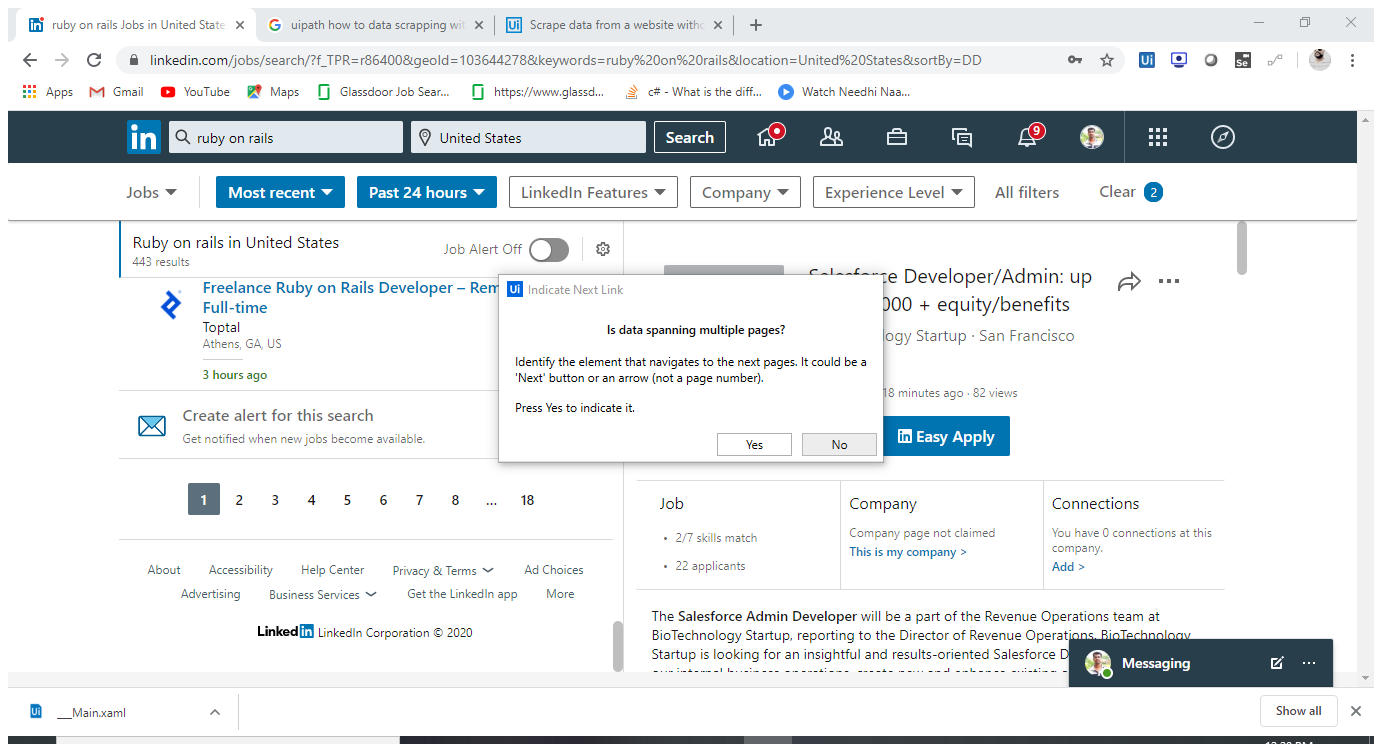 ruby on rails Jobs in United State
uipath how to data scrapping wit
Scrape data from a website witho
linkedin.com/jobs/search/?f_TPR=r86400&geoId=103644278&keywords=ruby%20on%20rails&location=United%20States&sortBy=DD
Ui
Se
Apps
Gmail
YouTube
Maps
Glassdoor Job Sear...
https://www.glassd...
c# - What is the diff...
Watch Needhi Naa...
in
ruby on rails
United States
Search
9
Jobs
Most recent
Past 24 hours
LinkedIn Features
Company
Experience Level
All filters
Clear 2
Ruby on rails in United States
443 results
Job Alert Off
Freelance Ruby on Rails Developer – Rem
Full-time
Toptal
Athens, GA, US
3 hours ago
Create alert for this search
Get notified when new jobs become available.
1 2 3 4 5 6 7 8 ... 18
About Accessibility Help Center Privacy & Terms Ad Choices
Advertising Business Services Get the LinkedIn app More
LinkedIn LinkedIn Corporation © 2020
Ui Indicate Next Link
Is data spanning multiple pages?
Identify the element that navigates to the next pages. It could be a
'Next' button or an arrow (not a page number).
Press Yes to indicate it.
Yes No
Salesforce Developer/Admin: up
000 + equity/benefits
logy Startup · San Francisco
18 minutes ago · 82 views
in Easy Apply
Job
• 2/7 skills match
• 22 applicants
Company
Company page not claimed
This is my company >
Connections
You have 0 connections at this
company.
Add >
The Salesforce Admin Developer will be a part of the Revenue Operations team at
BioTechnology Startup, reporting to the Director of Revenue Operations. BioTechnology
Startup is looking for an insightful and results-oriented Salesforce D
Messaging
Ui ___Main.xaml
Show all